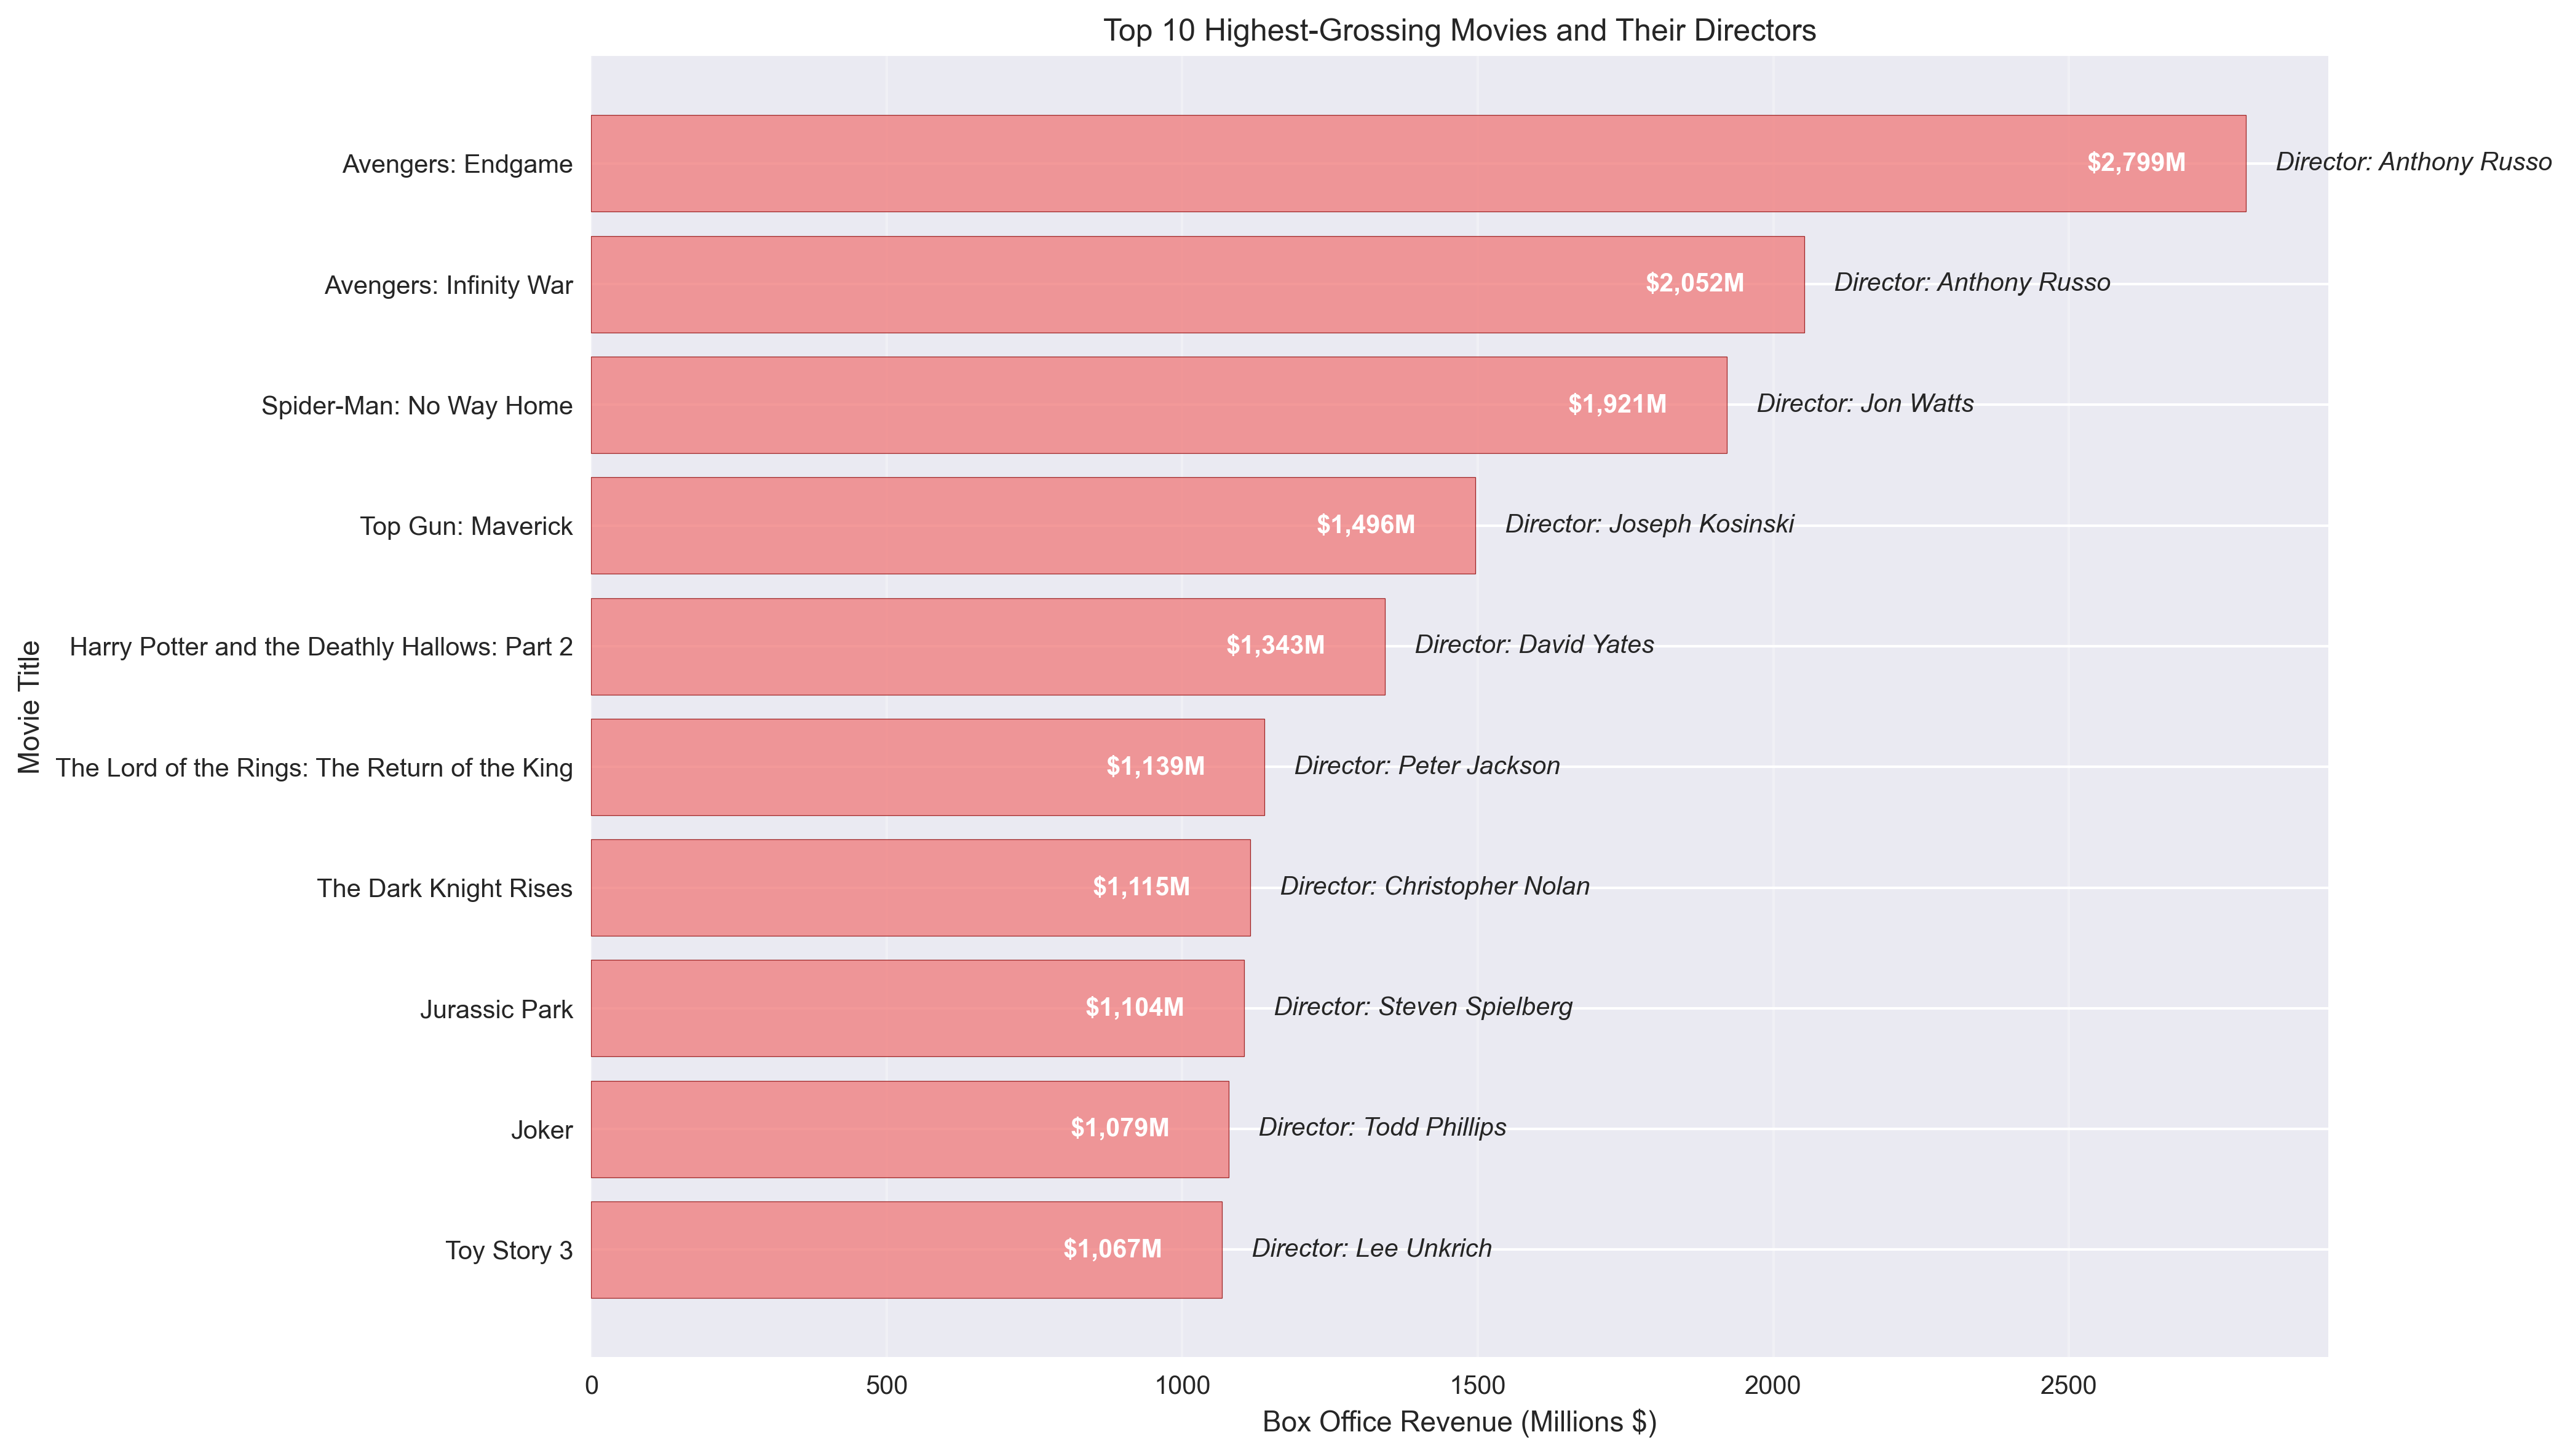 Top 10 Highest-Grossing Movies and Their Directors
Movie Title
Avengers: Endgame $2,799M Director: Anthony Russo
Avengers: Infinity War $2,052M Director: Anthony Russo
Spider-Man: No Way Home $1,921M Director: Jon Watts
Top Gun: Maverick $1,496M Director: Joseph Kosinski
Harry Potter and the Deathly Hallows: Part 2 $1,343M Director: David Yates
The Lord of the Rings: The Return of the King $1,139M Director: Peter Jackson
The Dark Knight Rises $1,115M Director: Christopher Nolan
Jurassic Park $1,104M Director: Steven Spielberg
Joker $1,079M Director: Todd Phillips
Toy Story 3 $1,067M Director: Lee Unkrich
0 500 1000 1500 2000 2500
Box Office Revenue (Millions $)